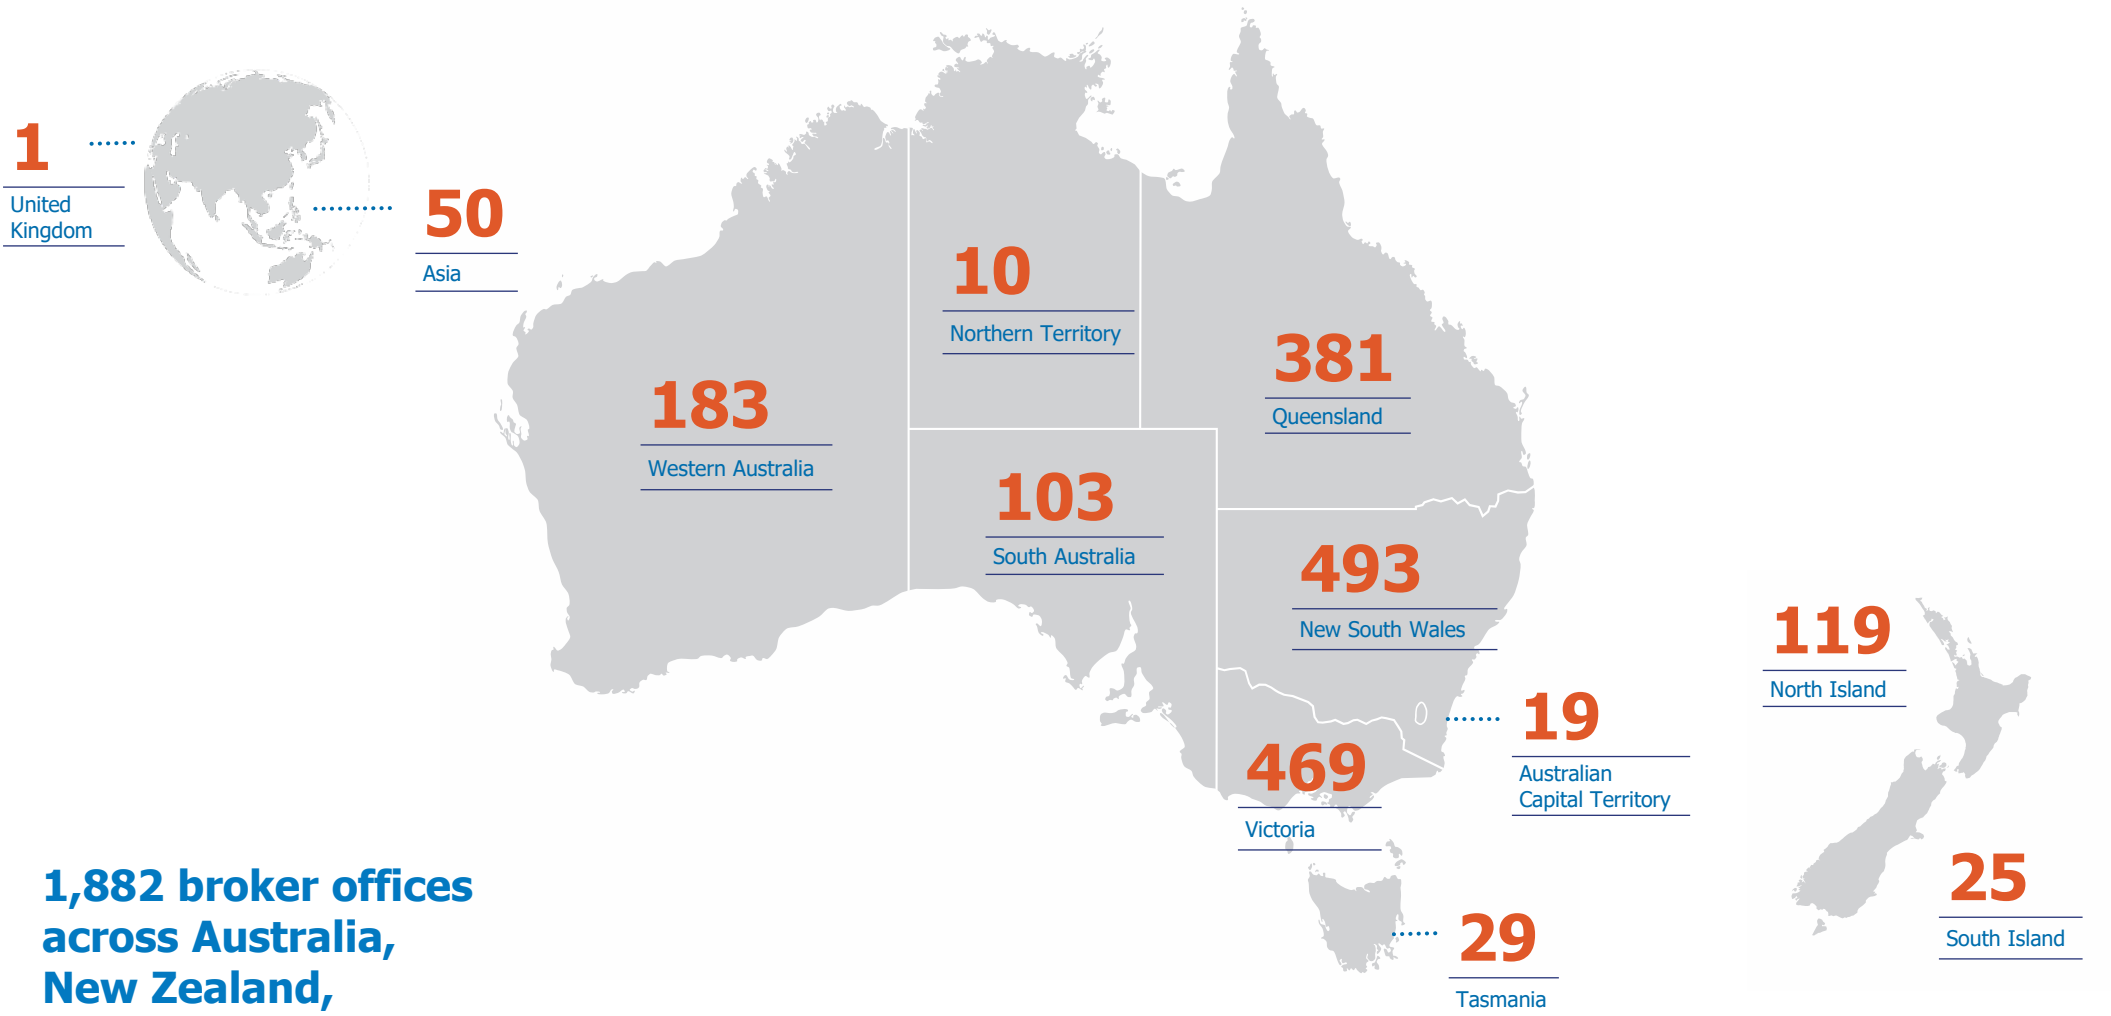 1
United
Kingdom
50
Asia
10
Northern Territory
381
Queensland
183
Western Australia
103
South Australia
493
New South Wales
119
North Island
19
Australian
Capital Territory
469
Victoria
25
South Island
29
Tasmania
1,882 broker offices
across Australia,
New Zealand,